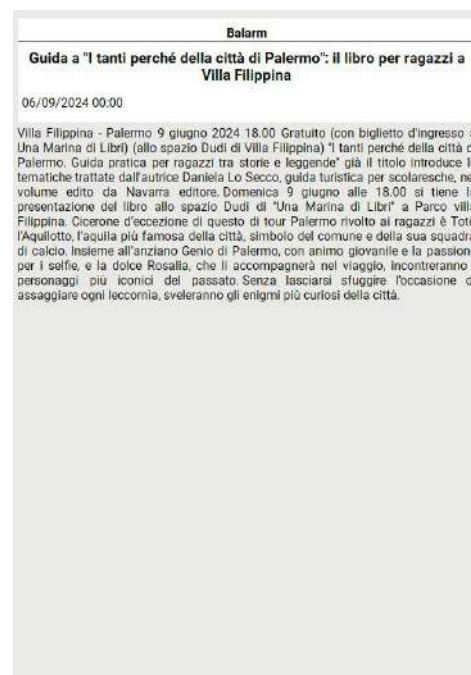 Balarm
Guida a "I tanti perché della città di Palermo": il libro per ragazzi a
Villa Filippina
06/09/2024 00:00
Villa Filippina - Palermo 9 giugno 2024 18.00 Gratuito (con biglietto d'ingresso
Una Marina di Libri) (allo spazio Dudi di Villa Filippina) "I tanti perché della città
Palermo. Guida pratica per ragazzi tra storie e leggende" già il titolo introduce
tematiche trattate dall'autrice Daniela Lo Secco, guida turistica per scolaresche,
volume edito da Navarra editore. Domenica 9 giugno alle 18.00 si tiene
presentazione del libro allo spazio Dudi di "Una Marina di Libri" a Parco
Filippina. Cicerone d'eccezione di questo di tour Palermo rivolto ai ragazzi è
l'Aquilotto, l'aquila più famosa della città, simbolo del comune e della sua
di calcio. Insieme all'anziano Genio di Palermo, con animo giovanile e la
per i selfie, e la dolce Rosalia, che li accompagnerà nel viaggio, incontreranno
personaggi più iconici del passato. Senza lasciarsi sfuggire l'occasione
assaggiare ogni leccornia, sveleranno gli enigmi più curiosi della città.